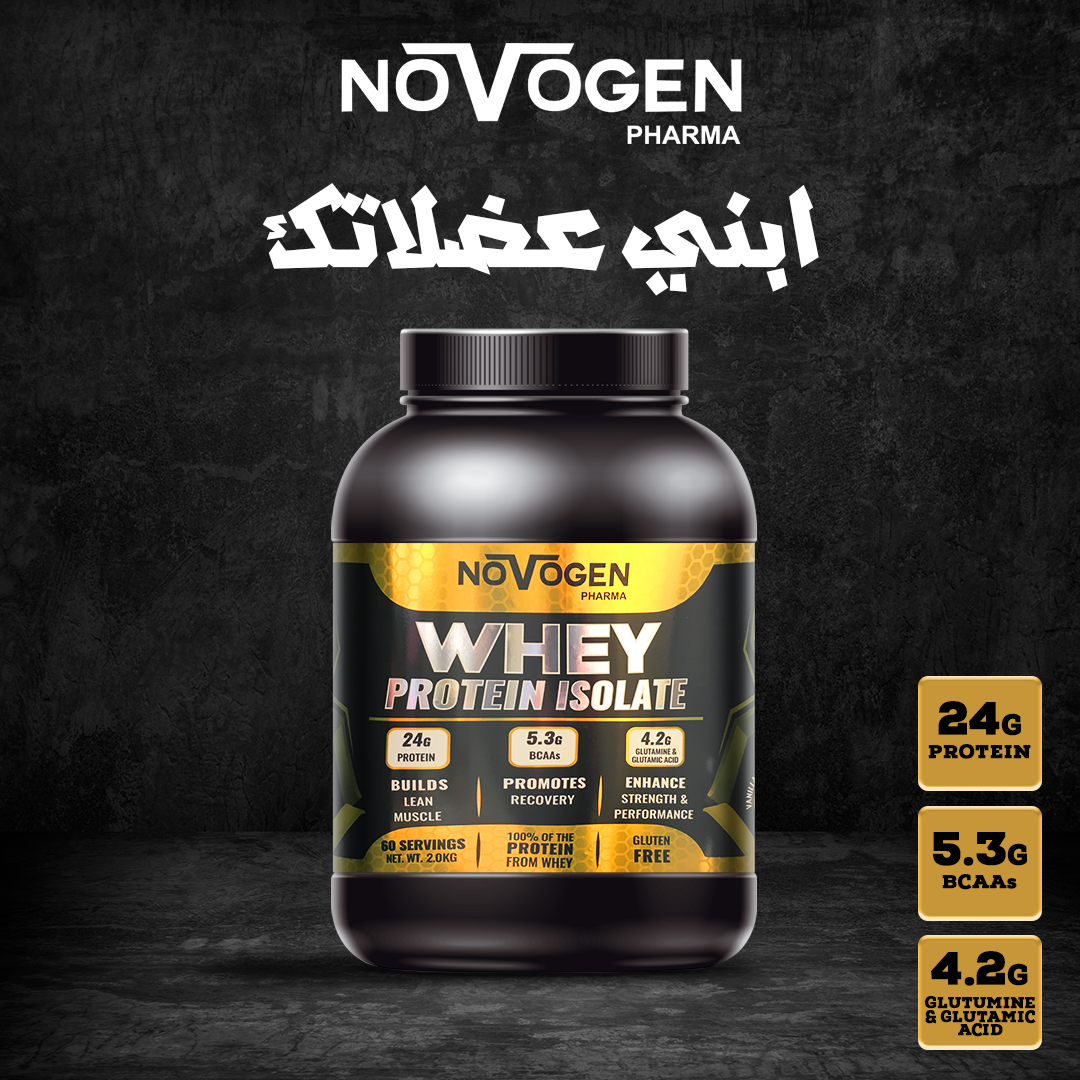 NOVOGEN
PHARMA
ابني عضلاتك
NOVOGEN
PHARMA
WHEY
PROTEIN ISOLATE
24G
PROTEIN
BUILDS
LEAN
MUSCLE
5.3G
BCAAs
PROMOTES
RECOVERY
4.2G
GLUTAMINE &
GLUTAMIC ACID
ENHANCE
STRENGTH &
PERFORMANCE
60 SERVINGS
NET. WT. 2.0KG
100% OF THE
PROTEIN
FROM WHEY
GLUTEN
FREE
24G
PROTEIN
5.3G
BCAAs
4.2G
GLUTUMINE
& GLUTAMIC
ACID